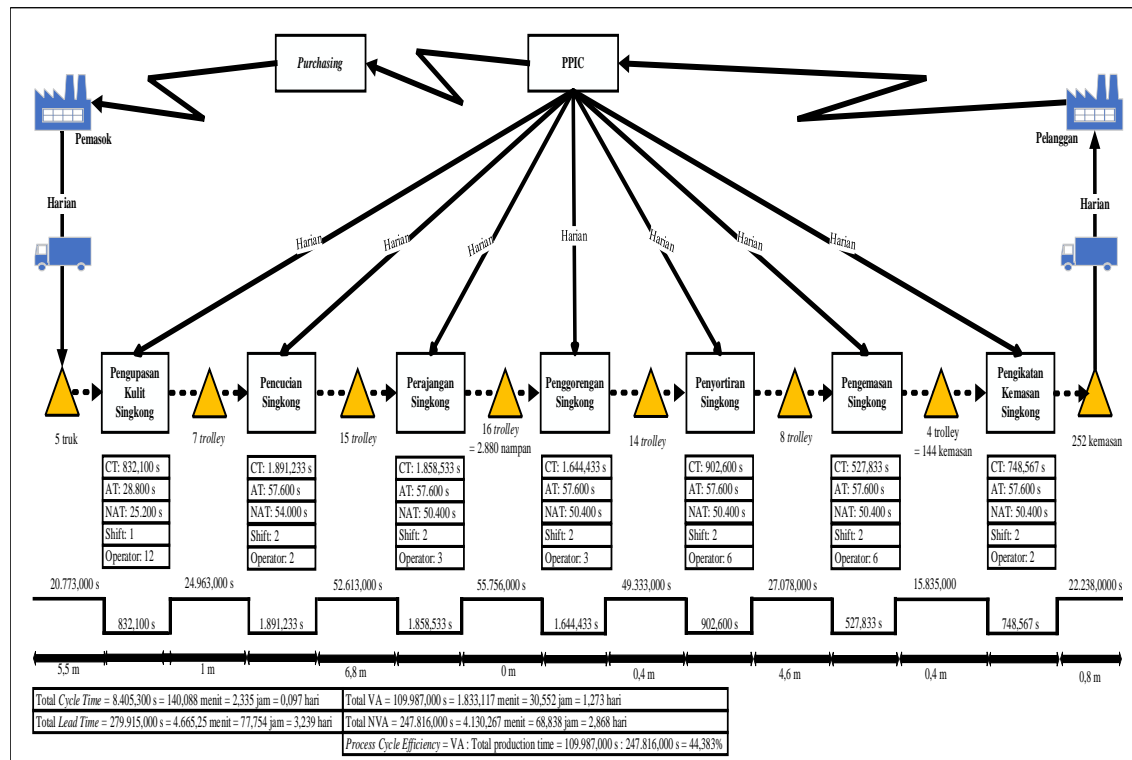 Purchasing
PPIC
Pemasok
Pelanggan
Harian
Harian
Harian
Harian
Harian
Harian
Harian
Harian
Harian
Pengupasan
Kulit
Singkong
Pencucian
Singkong
Perajangan
Singkong
Penggorengan
Singkong
Penyortiran
Singkong
Pengemasan
Singkong
Pengikatan
Kemasan
Singkong
5 truk
7 trolley
15 trolley
16 trolley
= 2.880 nampan
14 trolley
8 trolley
4 trolley
= 144 kemasan
252 kemasan
CT: 832,100 s
AT: 28.800 s
NAT: 25.200 s
Shift: 1
Operator: 12
CT: 1.891,233 s
AT: 57.600 s
NAT: 54.000 s
Shift: 2
Operator: 2
CT: 1.858,533 s
AT: 57.600 s
NAT: 50.400 s
Shift: 2
Operator: 3
CT: 1.644,433 s
AT: 57.600 s
NAT: 50.400 s
Shift: 2
Operator: 3
CT: 902,600 s
AT: 57.600 s
NAT: 50.400 s
Shift: 2
Operator: 6
CT: 527,833 s
AT: 57.600 s
NAT: 50.400 s
Shift: 2
Operator: 6
CT: 748,567 s
AT: 57.600 s
NAT: 50.400 s
Shift: 2
Operator: 2
20.773,000 s
24.963,000 s
52.613,000 s
55.756,000 s
49.333,000 s
27.078,000 s
15.835,000
22.238,0000 s
832,100 s
1.891,233 s
1.858,533 s
1.644,433 s
902,600 s
527,833 s
748,567 s
5,5 m
1 m
6,8 m
0 m
0,4 m
4,6 m
0,4 m
0,8 m
Total Cycle Time = 8.405,300 s = 140,088 menit = 2,335 jam = 0,097 hari
Total VA = 109.987,000 s = 1.833,117 menit = 30,552 jam = 1,273 hari
Total Lead Time = 279.915,000 s = 4.665,25 menit = 77,754 jam = 3,239 hari
Total NVA = 247.816,000 s = 4.130,267 menit = 68,838 jam = 2,868 hari
Process Cycle Efficiency = VA : Total production time = 109.987,000 s : 247.816,000 s = 44,383%